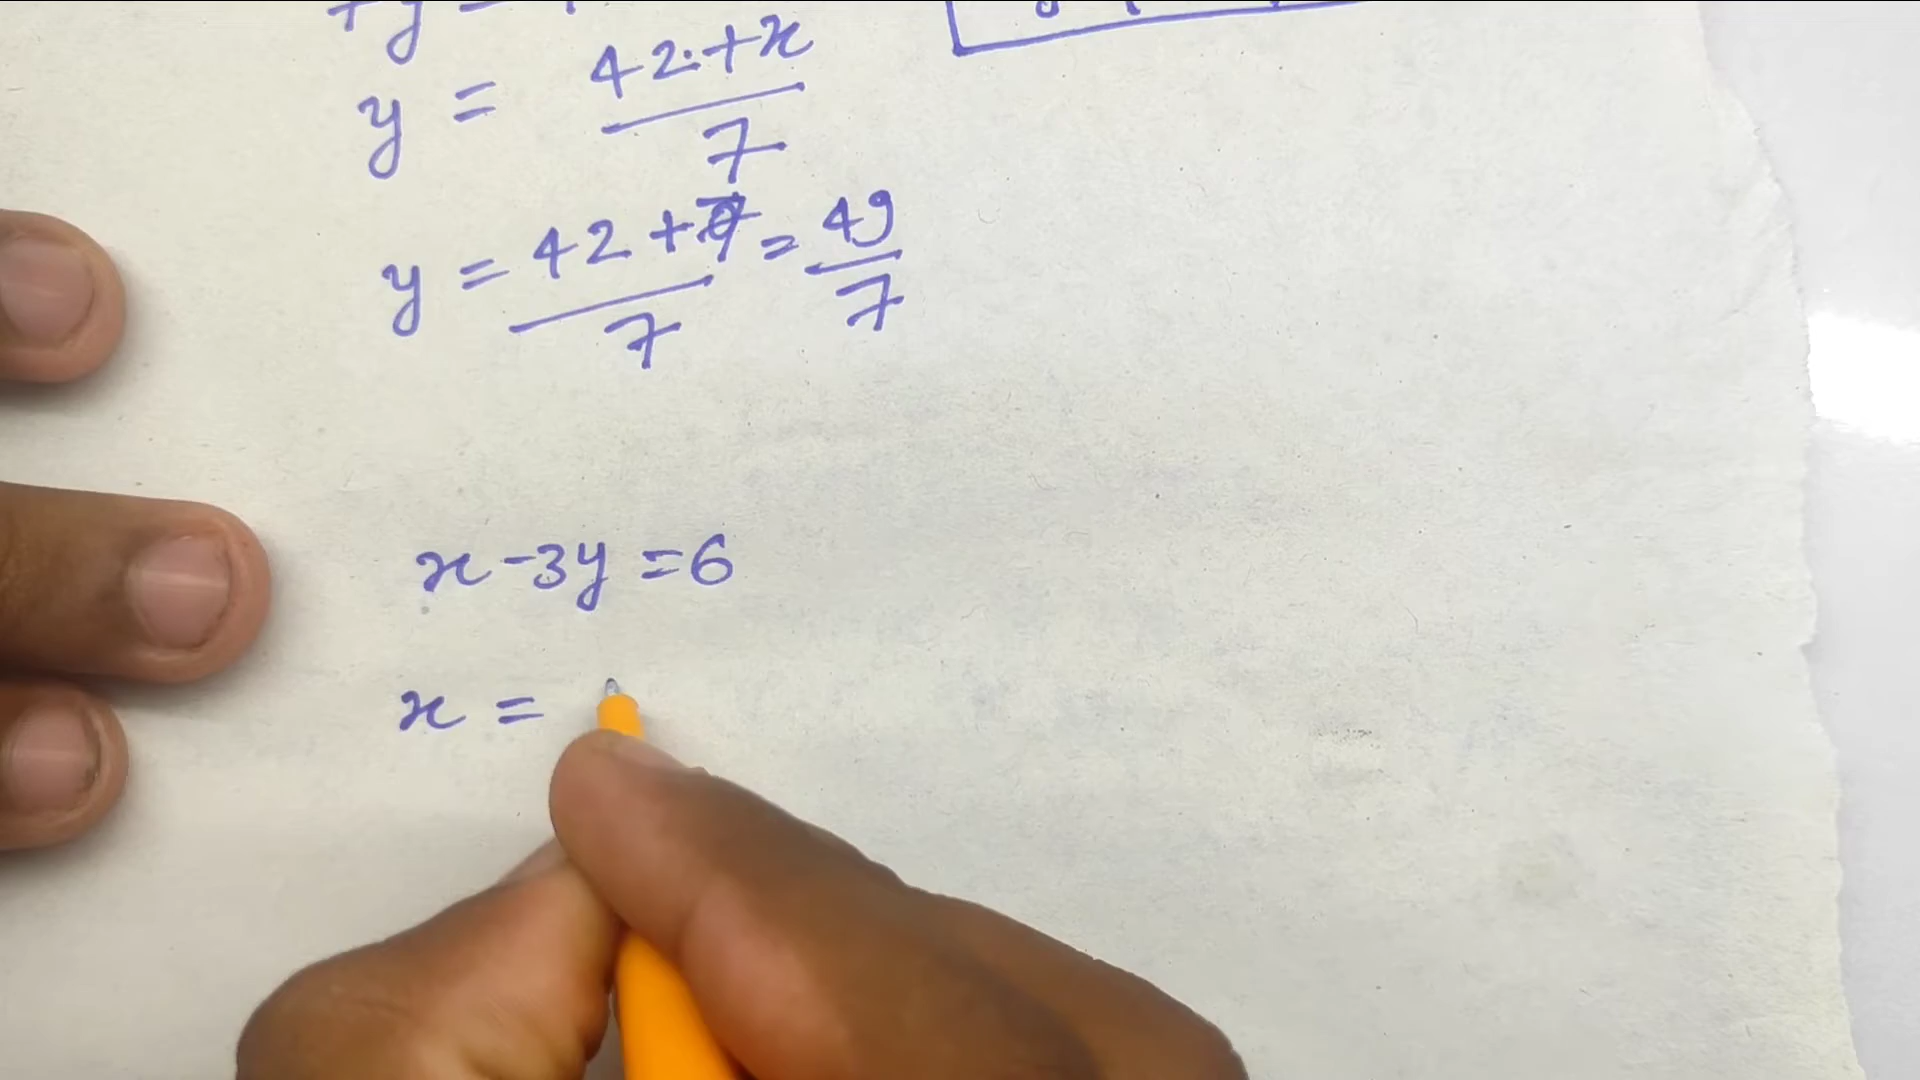 +y =
y = 42+x/7
y = 42+7/7 = 49/7
x-3y=6
x =